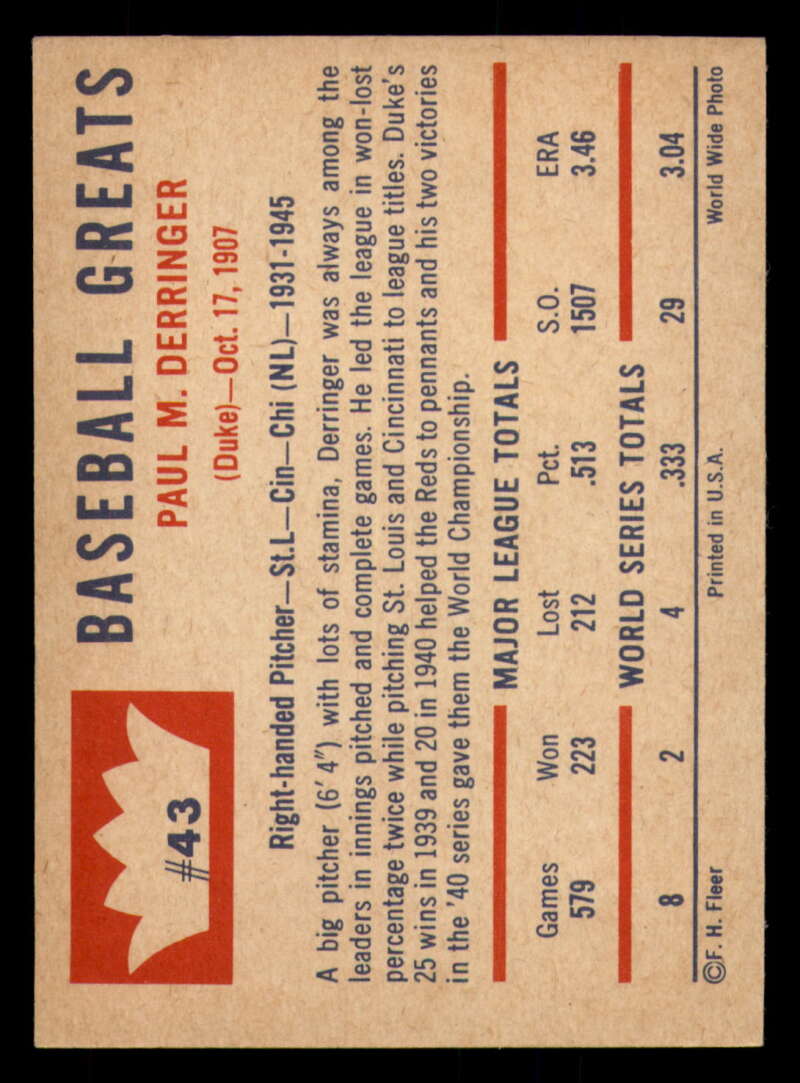 #43
BASEBALL GREATS
PAUL M. DERRINGER
(Duke)—Oct. 17, 1907
Right-handed Pitcher—St.L—Cin—Chi (NL)—1931-1945
A big pitcher (6' 4") with lots of stamina, Derringer was always among the
leaders in innings pitched and complete games. He led the league in won-lost
percentage twice while pitching St. Louis and Cincinnati to league titles. Duke's
25 wins in 1939 and 20 in 1940 helped the Reds to pennants and his two victories
in the '40 series gave them the World Championship.
MAJOR LEAGUE TOTALS
Games Won Lost Pct. S.O. ERA
579 223 212 .513 1507 3.46
WORLD SERIES TOTALS
8 2 4 .333 29 3.04
©F. H. Fleer Printed in U.S.A. World Wide Photo